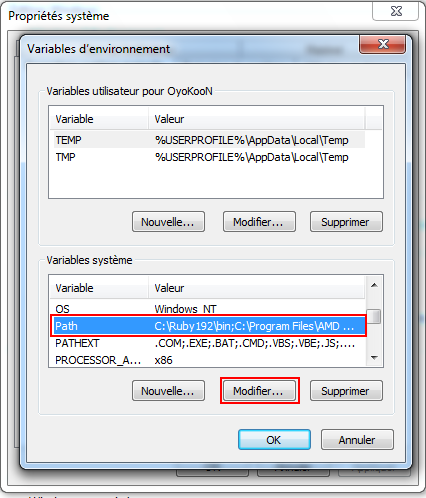 Propriétés système
Variables d'environnement
Variables utilisateur pour OyoKooN
Variable Valeur
TEMP %USERPROFILE%\AppData\Local\Temp
TMP %USERPROFILE%\AppData\Local\Temp
Nouvelle... Modifier... Supprimer
Variables système
Variable Valeur
OS Windows_NT
Path C:\Ruby192\bin;C:\Program Files\AMD ...
PATHEXT .COM;.EXE;.BAT;.CMD;.VBS;.VBE;.JS;....
PROCESSOR_A... x86
Nouvelle... Modifier... Supprimer
OK Annuler